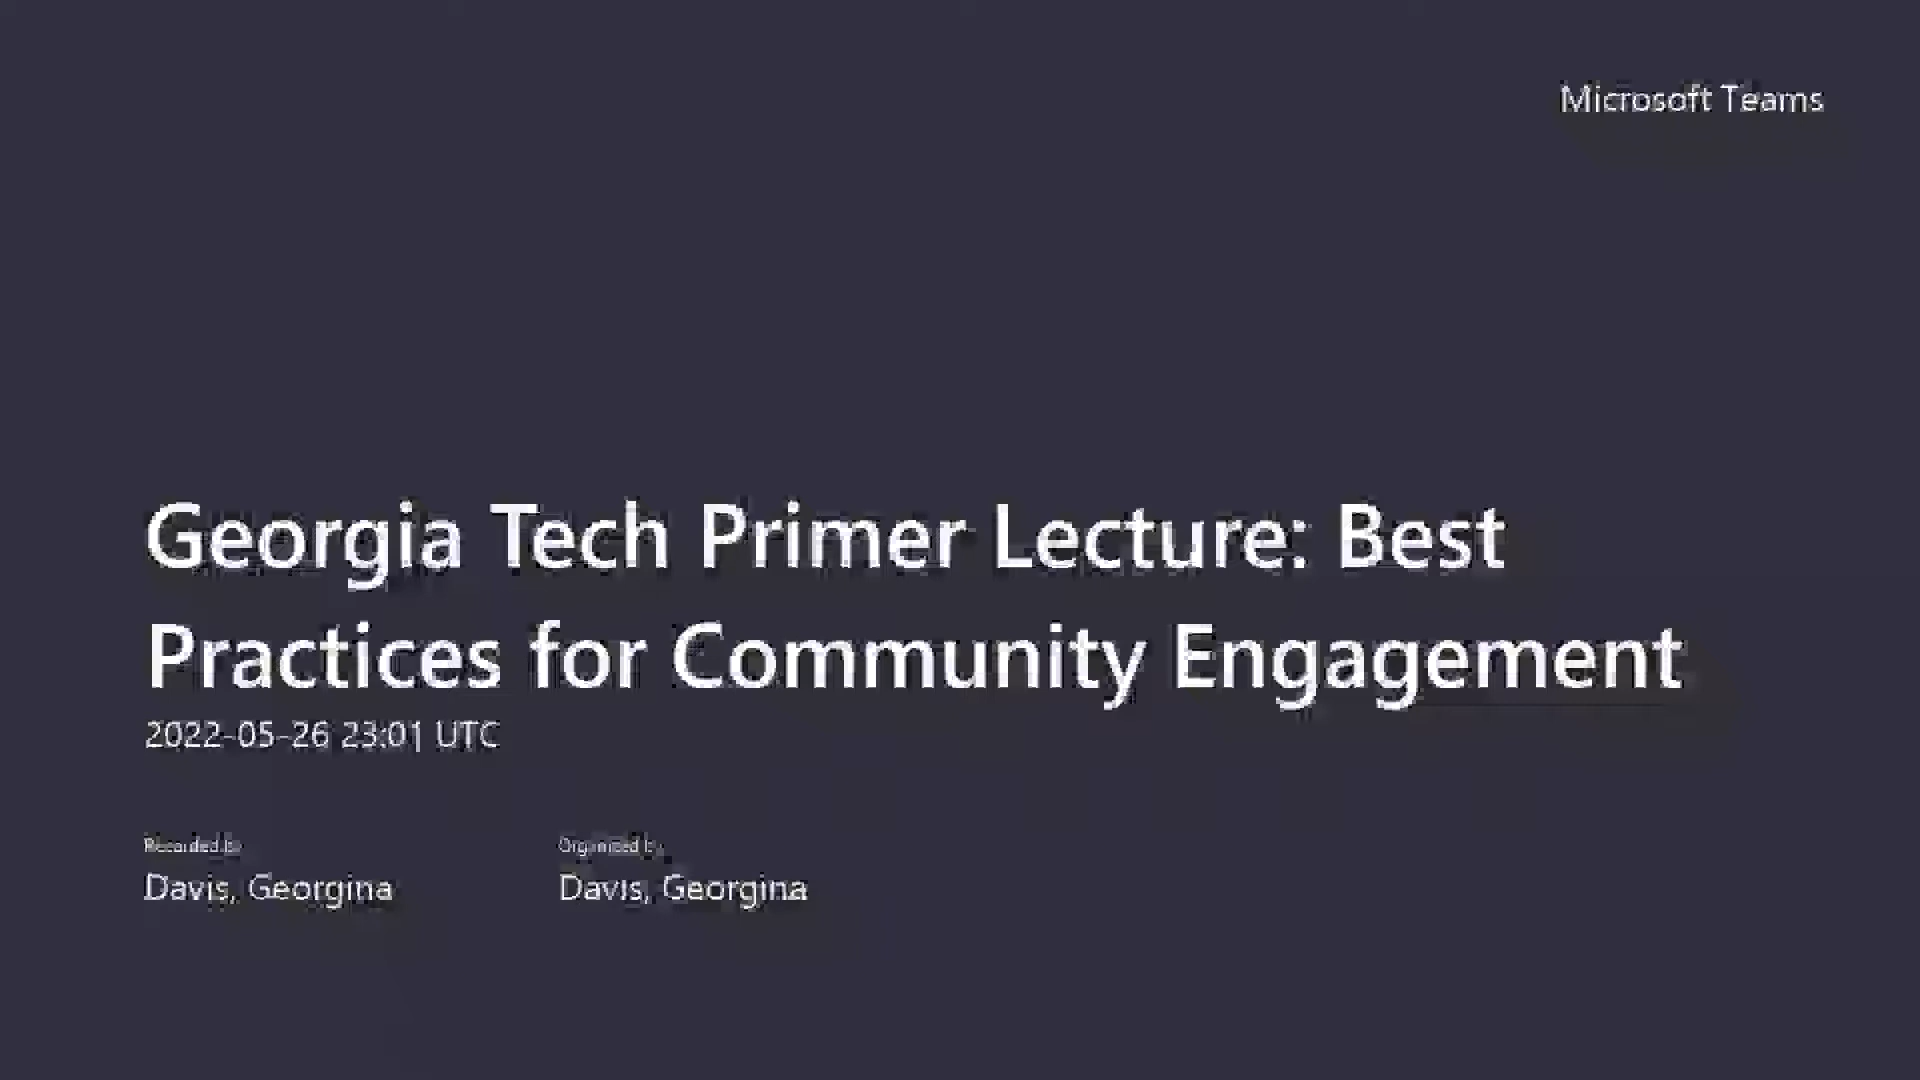 Microsoft Teams
Georgia Tech Primer Lecture: Best
Practices for Community Engagement
2022-05-26 23:01 UTC
Recorded by
Organized by
Davis, Georgina
Davis, Georgina